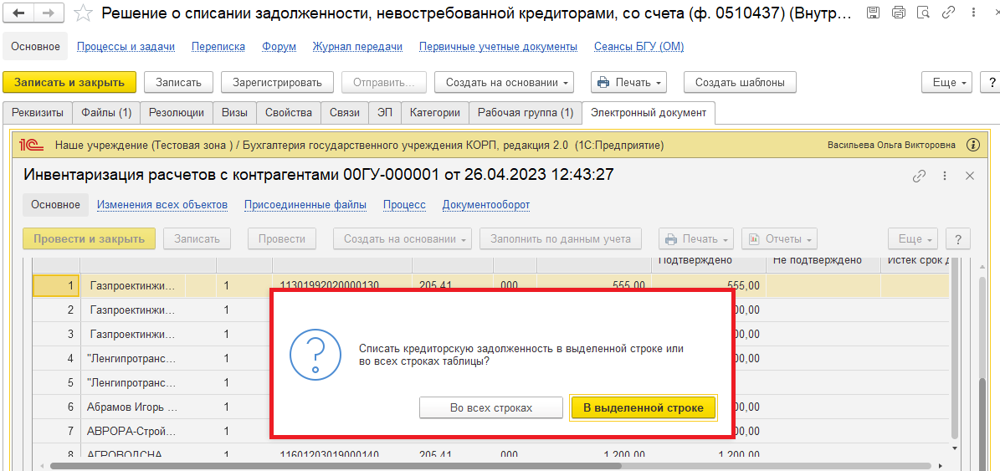 Решение о списании задолженности, невостребованной кредиторами, со счета (ф. 0510437) (Внутр...
Основное Процессы и задачи Переписка Форум Журнал передачи Первичные учетные документы Сеансы БГУ (ОМ)
Записать и закрыть Записать Зарегистрировать Отправить... Создать на основании Печать Создать шаблоны Еще ?
Реквизиты Файлы (1) Резолюции Визы Свойства Связи ЭП Категории Рабочая группа (1) Электронный документ
1С Наше учреждение (Тестовая зона ) / Бухгалтерия государственного учреждения КОРП, редакция 2.0 (1С:Предприятие) Васильева Ольга Викторовна
Инвентаризация расчетов с контрагентами 00ГУ-000001 от 26.04.2023 12:43:27
Основное Изменения всех объектов Присоединенные файлы Процесс Документооборот
Провести и закрыть Записать Провести Создать на основании Заполнить по данным учета Печать Отчеты Еще ?
Подтверждено Не подтверждено Истек срок д
1 Газпроектинжи... 1 11301992020000130 205.41 000 555,00 555,00
2 Газпроектинжи... 1 00,00
3 Газпроектинжи... 1 00,00
4 "Ленгипротранс... 1 00,00
5 "Ленгипротранс... 1
6 Абрамов Игорь ... 1 00,00
7 АВРОРА-Строй... 1 00,00
8 АГРОВОДСНА... 1 11601203019000140 205.41 000 1 200,00 1 200,00
Списать кредиторскую задолженность в выделенной строке или
во всех строках таблицы?
Во всех строках В выделенной строке